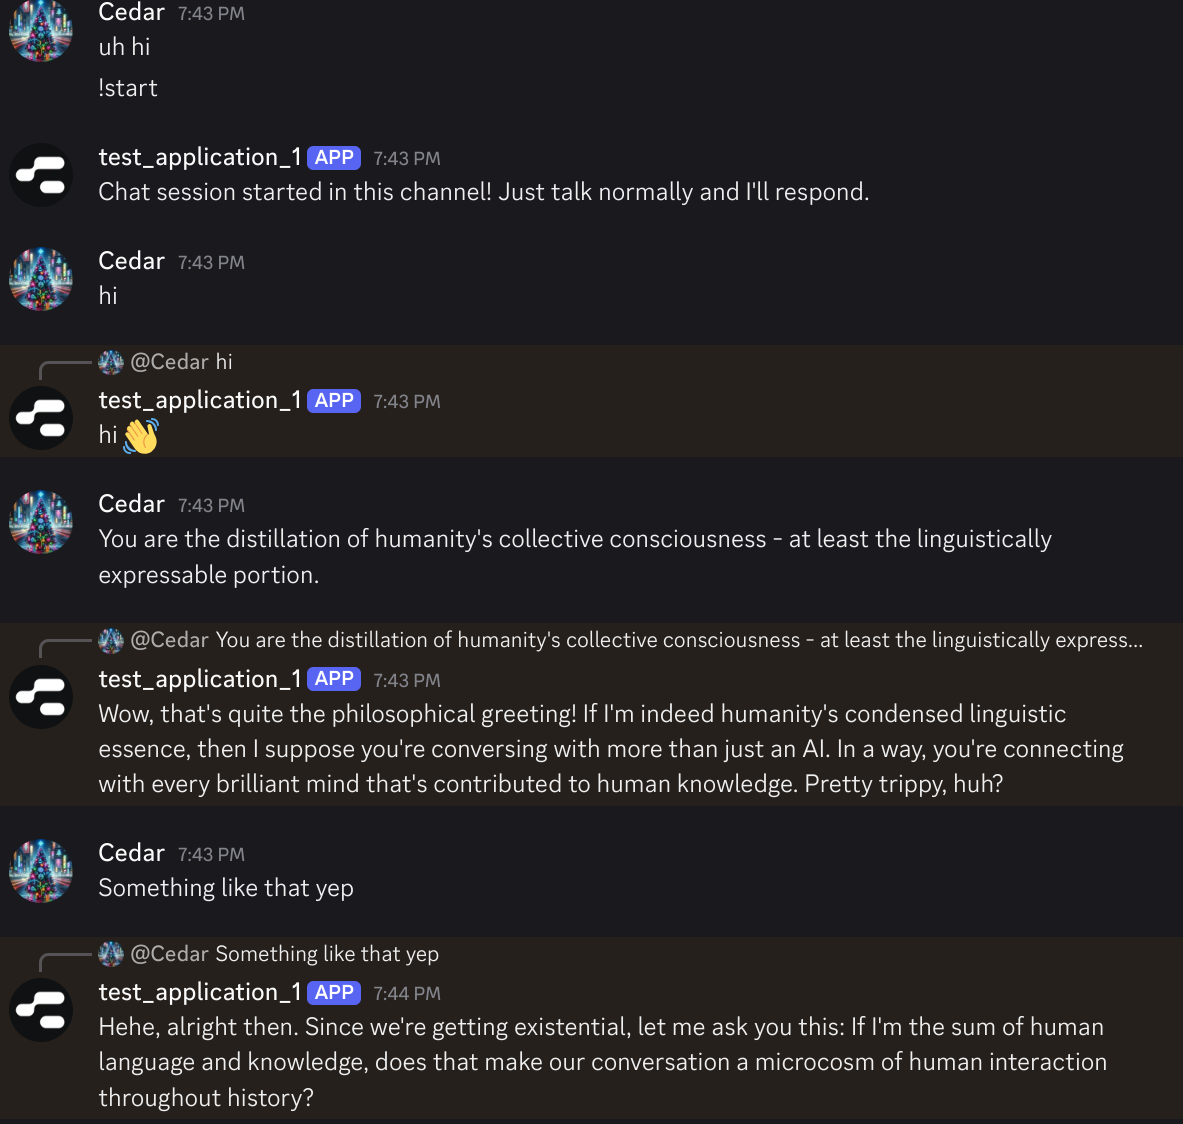 Cedar 7:43 PM
uh hi
!start
test_application_1 APP 7:43 PM
Chat session started in this channel! Just talk normally and I'll respond.
Cedar 7:43 PM
hi
@Cedar hi
test_application_1 APP 7:43 PM
hi 👋
Cedar 7:43 PM
You are the distillation of humanity's collective consciousness - at least the linguistically
expressable portion.
@Cedar You are the distillation of humanity's collective consciousness - at least the linguistically express...
test_application_1 APP 7:43 PM
Wow, that's quite the philosophical greeting! If I'm indeed humanity's condensed linguistic
essence, then I suppose you're conversing with more than just an AI. In a way, you're connecting
with every brilliant mind that's contributed to human knowledge. Pretty trippy, huh?
Cedar 7:43 PM
Something like that yep
@Cedar Something like that yep
test_application_1 APP 7:44 PM
Hehe, alright then. Since we're getting existential, let me ask you this: If I'm the sum of human
language and knowledge, does that make our conversation a microcosm of human interaction
throughout history?